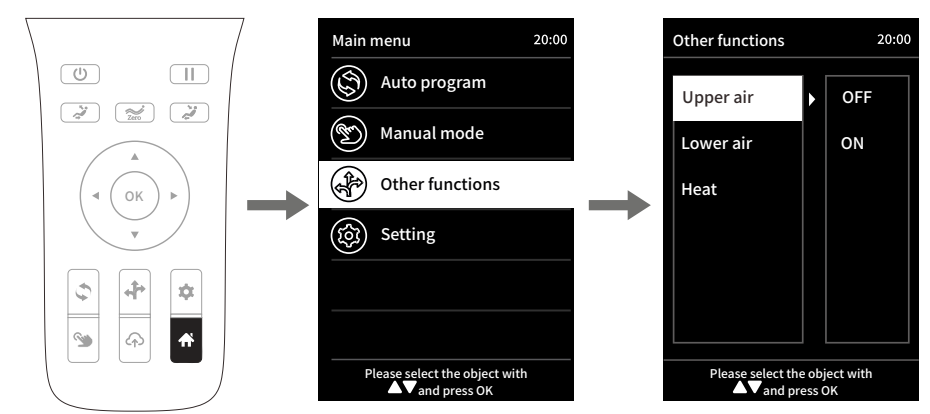 Zero
OK
Main menu 20:00
Auto program
Manual mode
Other functions
Setting
Please select the object with
▲▼ and press OK
Other functions 20:00
Upper air OFF
Lower air ON
Heat
Please select the object with
▲▼ and press OK